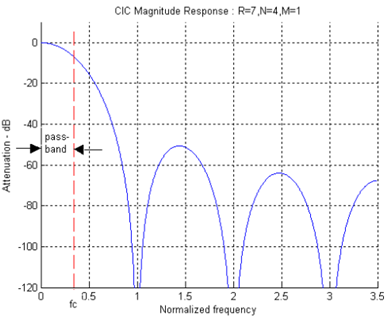 CIC Magnitude Response : R=7,N=4,M=1
Attenuation - dB
0
-20
-40
-60
-80
-100
-120
pass-
band
0 0.5 1 1.5 2 2.5 3 3.5
fc
Normalized frequency